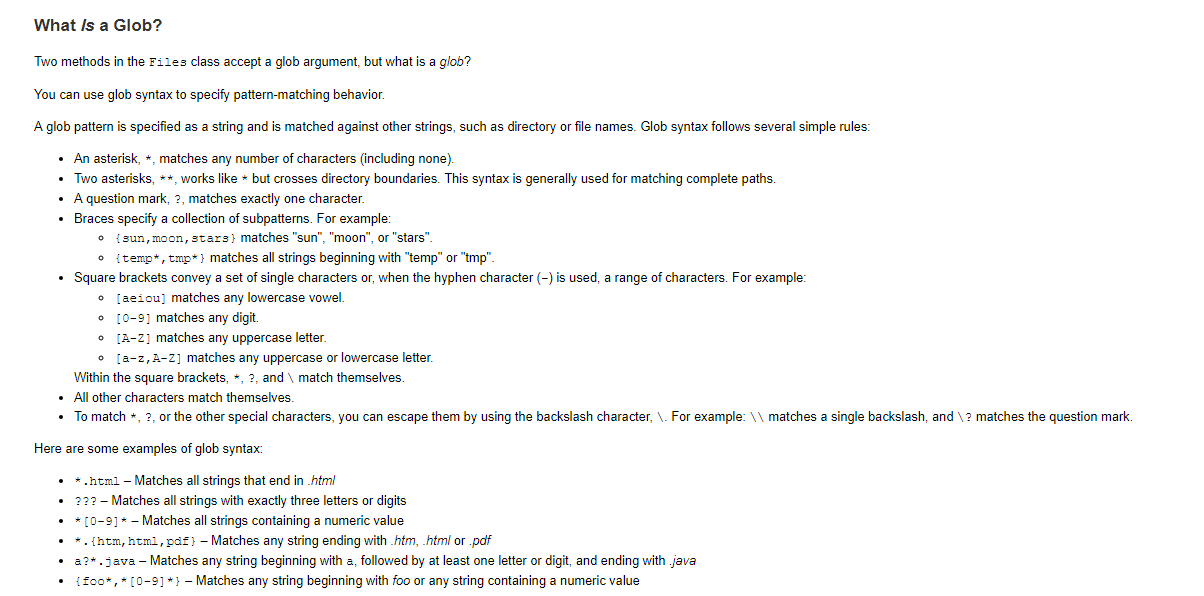 What Is a Glob?
Two methods in the Files class accept a glob argument, but what is a glob?
You can use glob syntax to specify pattern-matching behavior.
A glob pattern is specified as a string and is matched against other strings, such as directory or file names. Glob syntax follows several simple rules:
• An asterisk, *, matches any number of characters (including none).
• Two asterisks, **, works like * but crosses directory boundaries. This syntax is generally used for matching complete paths.
• A question mark, ?, matches exactly one character.
• Braces specify a collection of subpatterns. For example:
◦ {sun,moon,stars} matches "sun", "moon", or "stars".
◦ {temp*,tmp*} matches all strings beginning with "temp" or "tmp".
• Square brackets convey a set of single characters or, when the hyphen character (-) is used, a range of characters. For example:
◦ [aeiou] matches any lowercase vowel.
◦ [0-9] matches any digit.
◦ [A-Z] matches any uppercase letter.
◦ [a-z,A-Z] matches any uppercase or lowercase letter.
Within the square brackets, *, ?, and \ match themselves.
• All other characters match themselves.
• To match *, ?, or the other special characters, you can escape them by using the backslash character, \. For example: \\ matches a single backslash, and \? matches the question mark.
Here are some examples of glob syntax:
• *.html – Matches all strings that end in .html
• ??? – Matches all strings with exactly three letters or digits
• *[0-9]* – Matches all strings containing a numeric value
• *.{htm,html,pdf} – Matches any string ending with .htm, .html or .pdf
• a?*.java – Matches any string beginning with a, followed by at least one letter or digit, and ending with .java
• {foo*,*[0-9]*} – Matches any string beginning with foo or any string containing a numeric value